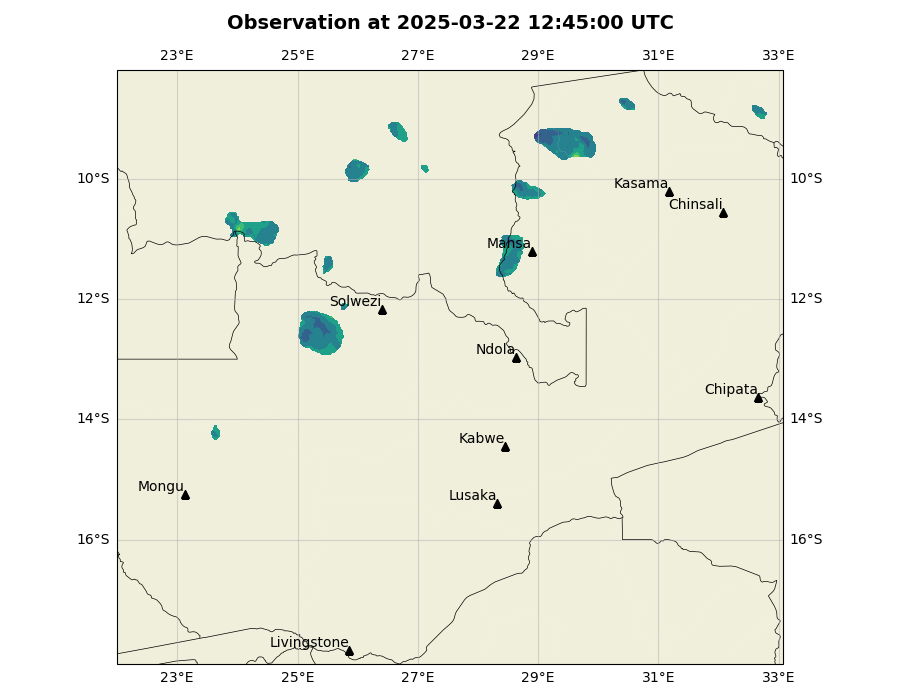 Observation at 2025-03-22 12:45:00 UTC
23°E 25°E 27°E 29°E 31°E 33°E
10°S 10°S
Kasama
Chinsali
Mansa
12°S 12°S
Solwezi
Ndola
Chipata
14°S 14°S
Kabwe
Mongu
Lusaka
16°S 16°S
Livingstone
23°E 25°E 27°E 29°E 31°E 33°E